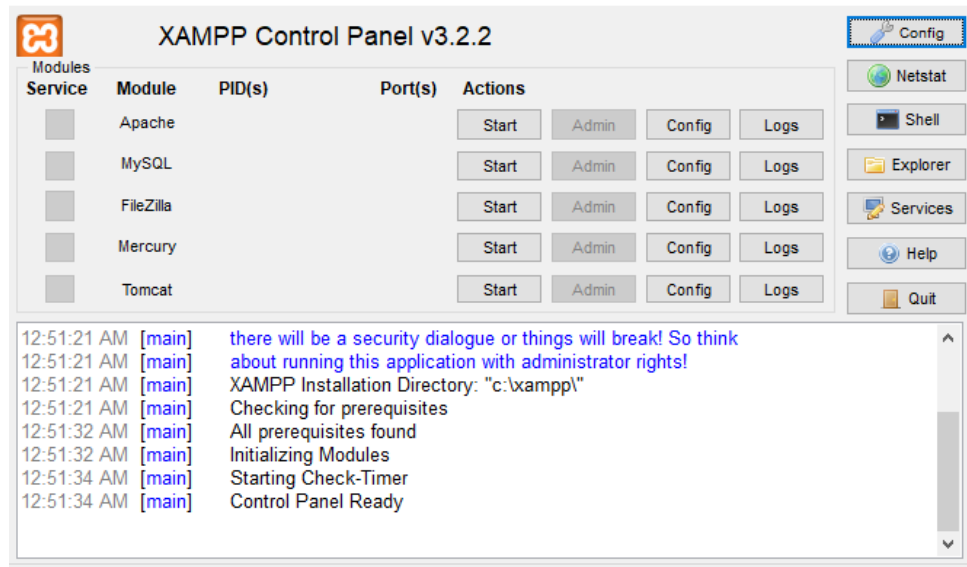 XAMPP Control Panel v3.2.2
Config
Modules
Netstat
Service Module PID(s) Port(s) Actions
Shell
Apache Start Admin Config Logs
MySQL Start Admin Config Logs
Explorer
FileZilla Start Admin Config Logs
Services
Mercury Start Admin Config Logs
Help
Tomcat Start Admin Config Logs
Quit
12:51:21 AM [main] there will be a security dialogue or things will break! So think
12:51:21 AM [main] about running this application with administrator rights!
12:51:21 AM [main] XAMPP Installation Directory: "c:\xampp\"
12:51:21 AM [main] Checking for prerequisites
12:51:32 AM [main] All prerequisites found
12:51:32 AM [main] Initializing Modules
12:51:34 AM [main] Starting Check-Timer
12:51:34 AM [main] Control Panel Ready